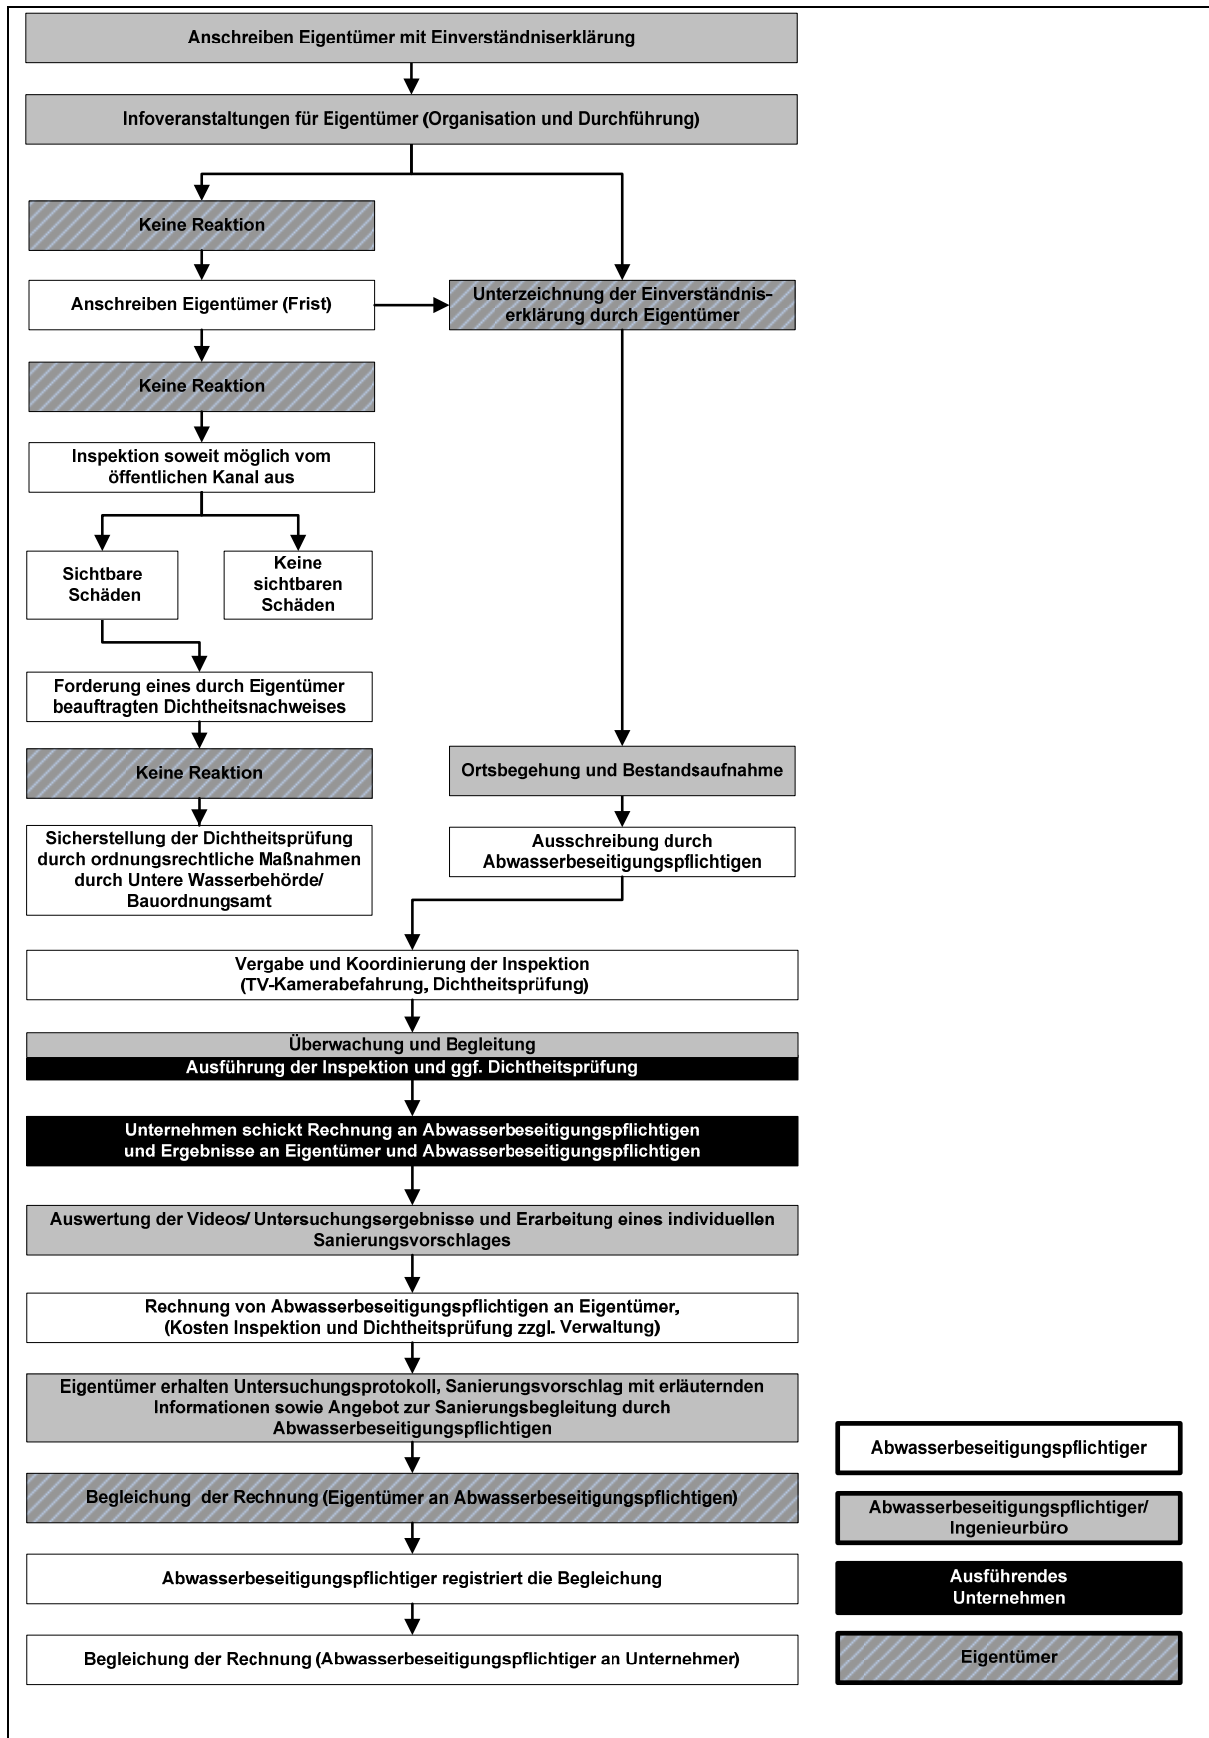 Anschreiben Eigentümer mit Einverständniserklärung
Infoveranstaltungen für Eigentümer (Organisation und Durchführung)
Keine Reaktion
Anschreiben Eigentümer (Frist)
Unterzeichnung der Einverständnis-
erklärung durch Eigentümer
Keine Reaktion
Inspektion soweit möglich vom
öffentlichen Kanal aus
Sichtbare
Schäden
Keine
sichtbaren
Schäden
Forderung eines durch Eigentümer
beauftragten Dichtheitsnachweises
Keine Reaktion
Sicherstellung der Dichtheitsprüfung
durch ordnungsrechtliche Maßnahmen
durch Untere Wasserbehörde/
Bauordnungsamt
Ortsbegehung und Bestandsaufnahme
Ausschreibung durch
Abwasserbeseitigungspflichtigen
Vergabe und Koordinierung der Inspektion
(TV-Kamerabefahrung, Dichtheitsprüfung)
Überwachung und Begleitung
Ausführung der Inspektion und ggf. Dichtheitsprüfung
Unternehmen schickt Rechnung an Abwasserbeseitigungspflichtigen
und Ergebnisse an Eigentümer und Abwasserbeseitigungspflichtigen
Auswertung der Videos/ Untersuchungsergebnisse und Erarbeitung eines individuellen
Sanierungsvorschlages
Rechnung von Abwasserbeseitigungspflichtigen an Eigentümer,
(Kosten Inspektion und Dichtheitsprüfung zzgl. Verwaltung)
Eigentümer erhalten Untersuchungsprotokoll, Sanierungsvorschlag mit erläuternden
Informationen sowie Angebot zur Sanierungsbegleitung durch
Abwasserbeseitigungspflichtigen
Begleichung der Rechnung (Eigentümer an Abwasserbeseitigungspflichtigen)
Abwasserbeseitigungspflichtiger registriert die Begleichung
Begleichung der Rechnung (Abwasserbeseitigungspflichtiger an Unternehmer)
Abwasserbeseitigungspflichtiger
Abwasserbeseitigungspflichtiger/
Ingenieurbüro
Ausführendes
Unternehmen
Eigentümer